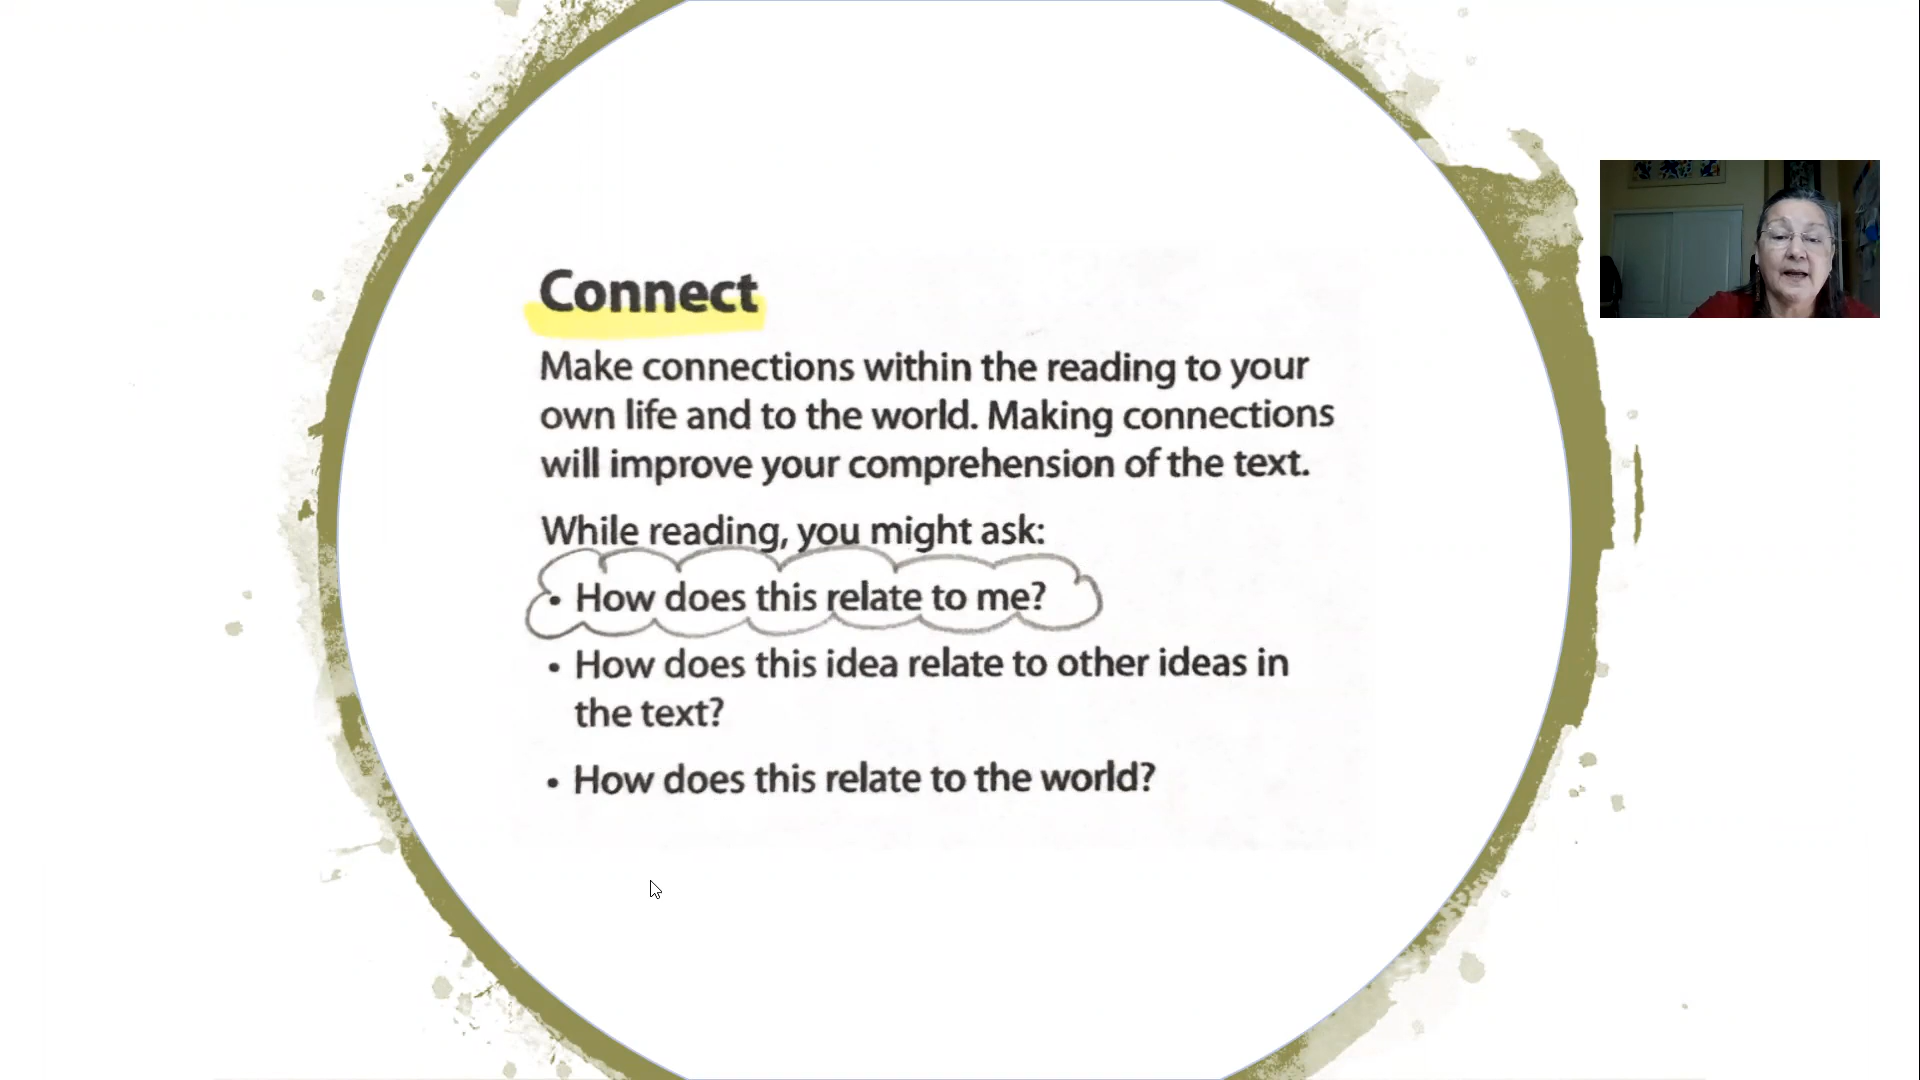 Connect
Make connections within the reading to your
own life and to the world. Making connections
will improve your comprehension of the text.
While reading, you might ask:
• How does this relate to me?
• How does this idea relate to other ideas in
the text?
• How does this relate to the world?